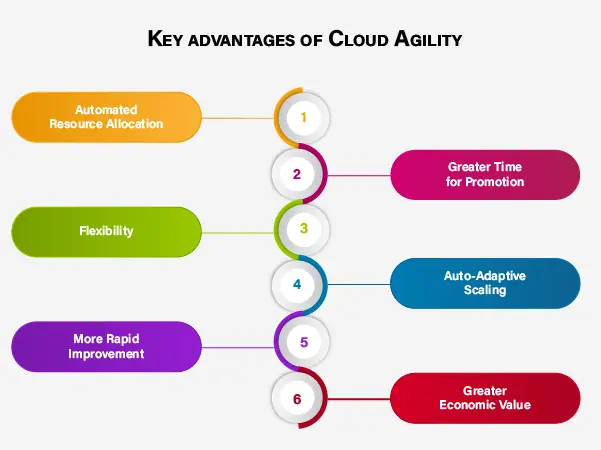 Key advantages of Cloud Agility
Automated
Resource Allocation
1
2
Greater Time
for Promotion
Flexibility
3
4
Auto-Adaptive
Scaling
More Rapid
Improvement
5
6
Greater
Economic Value